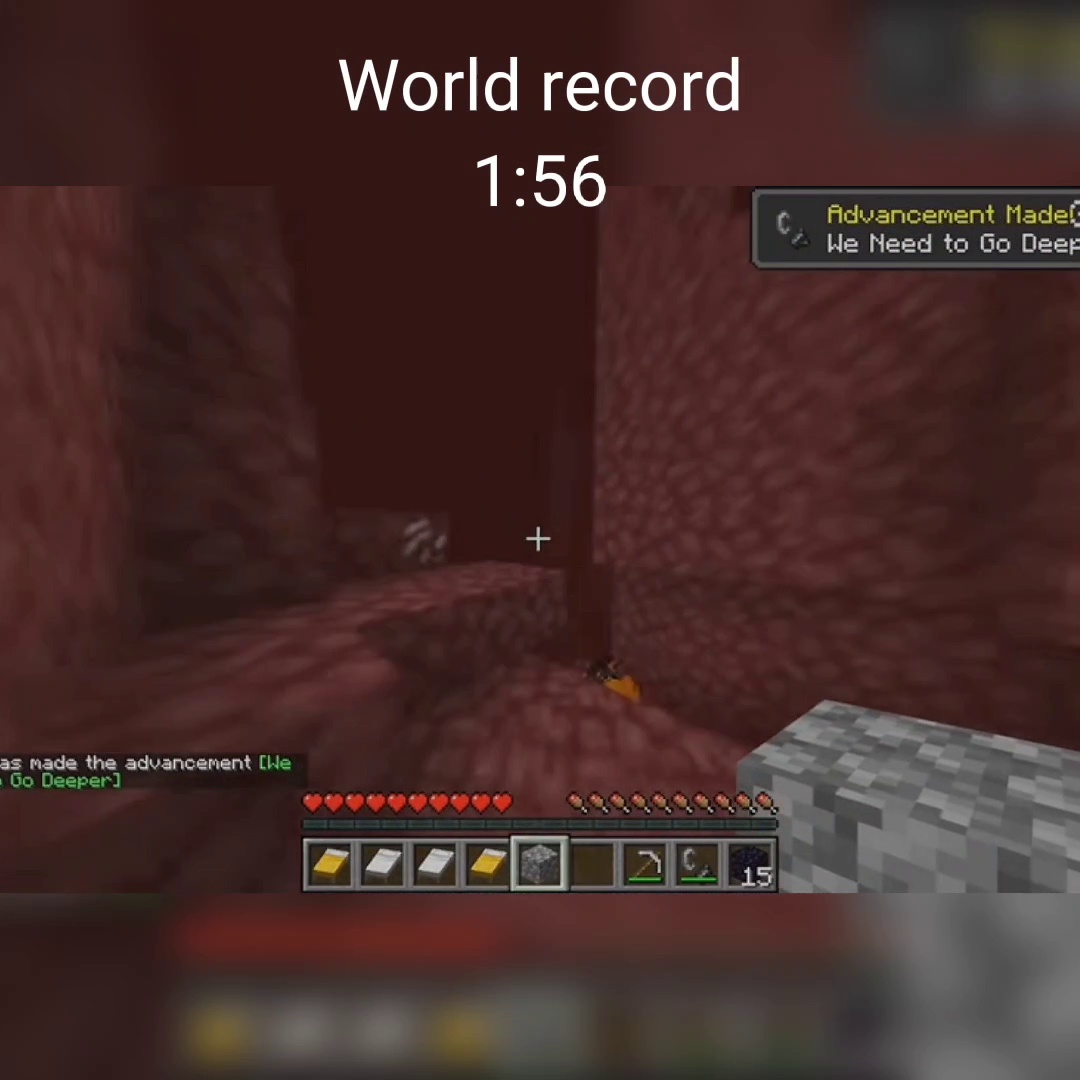 World record
1:56
Advancement Made
We Need to Go Deep
as made the advancement [We
o Go Deeper]
15